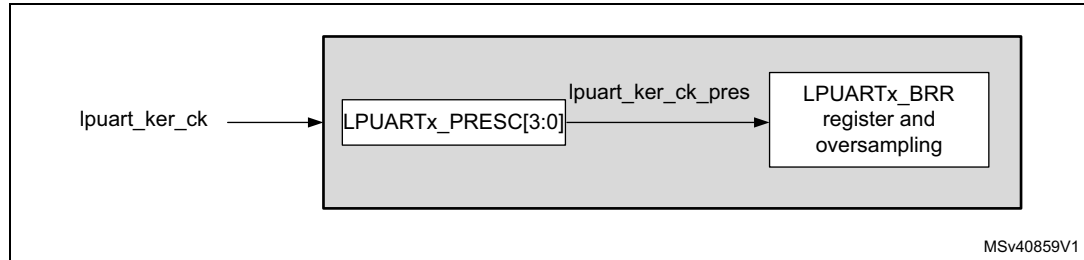 lpuart_ker_ck
LPUARTx_PRESC[3:0]
lpuart_ker_ck_pres
LPUARTx_BRR
register and
oversampling
MSv40859V1